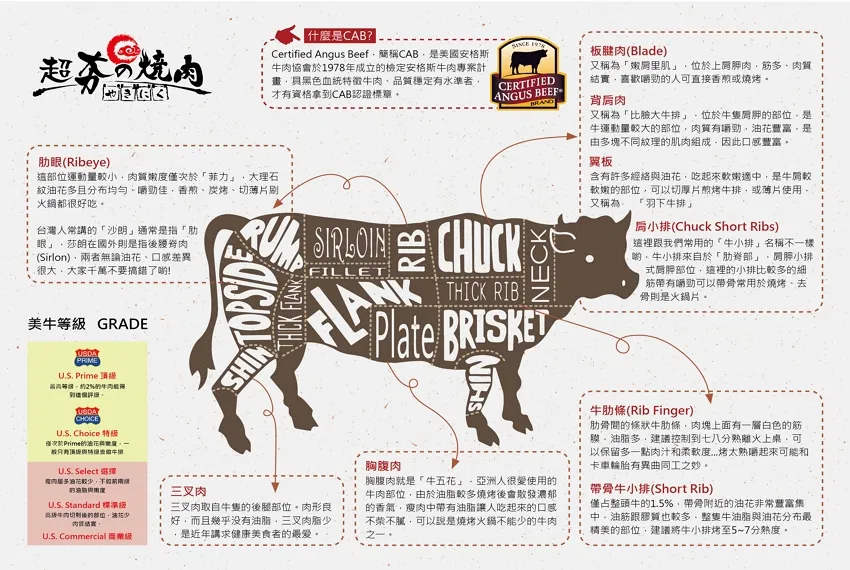 超夯の燒肉
やきにく
什麼是CAB?
Certified Angus Beef，簡稱CAB，是美國安格斯
牛肉協會於1978年成立的檢定安格斯牛肉專案計
畫，具黑色血統特徵牛肉、品質穩定有水準者，
才有資格拿到CAB認證標章。
SINCE 1978
CERTIFIED
ANGUS BEEF
BRAND
板腱肉(Blade)
又稱為「嫩肩里肌」，位於上肩胛肉，筋多、肉質
結實，喜歡嚼勁的人可直接香煎或燒烤。
背肩肉
又稱為「比臉大牛排」，位於牛隻肩胛的部位，是
牛運動量較大的部位，肉質有嚼勁，油花豐富，是
由多塊不同紋理的肌肉組成，因此口感豐富。
翼板
含有許多經絡與油花，吃起來軟嫩適中，是牛肩較
軟嫩的部位，可以切厚片煎烤牛排，或薄片使用，
又稱為 「羽下牛排」
肩小排(Chuck Short Ribs)
這裡跟我們常用的「牛小排」名稱不一樣
喲，牛小排來自於「肋脊部」，肩胛小排
式肩胛部位，這裡的小排比較多的細
筋帶有嚼勁可以帶骨常用於燒烤、去
骨則是火鍋片。
肋眼(Ribeye)
這部位運動量較小，肉質嫩度僅次於「菲力」，大理石
紋油花多且分布均勻、嚼勁佳，香煎、炭烤、切薄片刷
火鍋都很好吃。
台灣人常講的「沙朗」通常是指「肋
眼」，莎朗在國外則是指後腰脊肉
(Sirlon)，兩者無論油花、口感差異
很大，大家千萬不要搞錯了喲!
RUMP
SIRLOIN
FILLET
RIB
CHUCK
NECK
TOPSIDE
THICK FLANK
FLANK
THICK RIB
Plate
BRISKET
SHIN
SHIN
美牛等級 GRADE
USDA
PRIME
U.S. Prime 頂級
最高等級，約2%的牛肉能得
到這個評級。
USDA
CHOICE
U.S. Choice 特級
僅次於Prime的油花與嫩度，一
般只有頂級與特級會做牛排
U.S. Select 選擇
瘦肉居多油花較少，不如前兩級
的油脂與嫩度
U.S. Standard 標準級
高級牛肉切剩後的部位，油花少
肉質結實。
U.S. Commercial 商業級
三叉肉
三叉肉取自牛隻的後腿部位。肉形良
好，而且幾乎沒有油脂，三叉肉脂少
，是近年講求健康美食者的最愛。
胸腹肉
胸腹肉就是「牛五花」，亞洲人很愛使用的
牛肉部位，由於油脂較多燒烤後會散發濃郁
的香氣，瘦肉中帶有油脂讓人吃起來的口感
不柴不膩，可以說是燒烤火鍋不能少的牛肉
之一。
牛肋條(Rib Finger)
肋骨間的條狀牛肋條，肉塊上面有一層白色的筋
膜，油脂多，建議控制到七八分熟離火上桌，可
以保留多一點肉汁和柔軟度...烤太熟嚼起來可能和
卡車輪胎有異曲同工之妙。
帶骨牛小排(Short Rib)
僅占整頭牛的1.5%，帶骨附近的油花非常豐富集
中，油筋跟膠質也較多，整隻牛油脂與油花分布最
精美的部位，建議將牛小排烤至5~7分熟度。